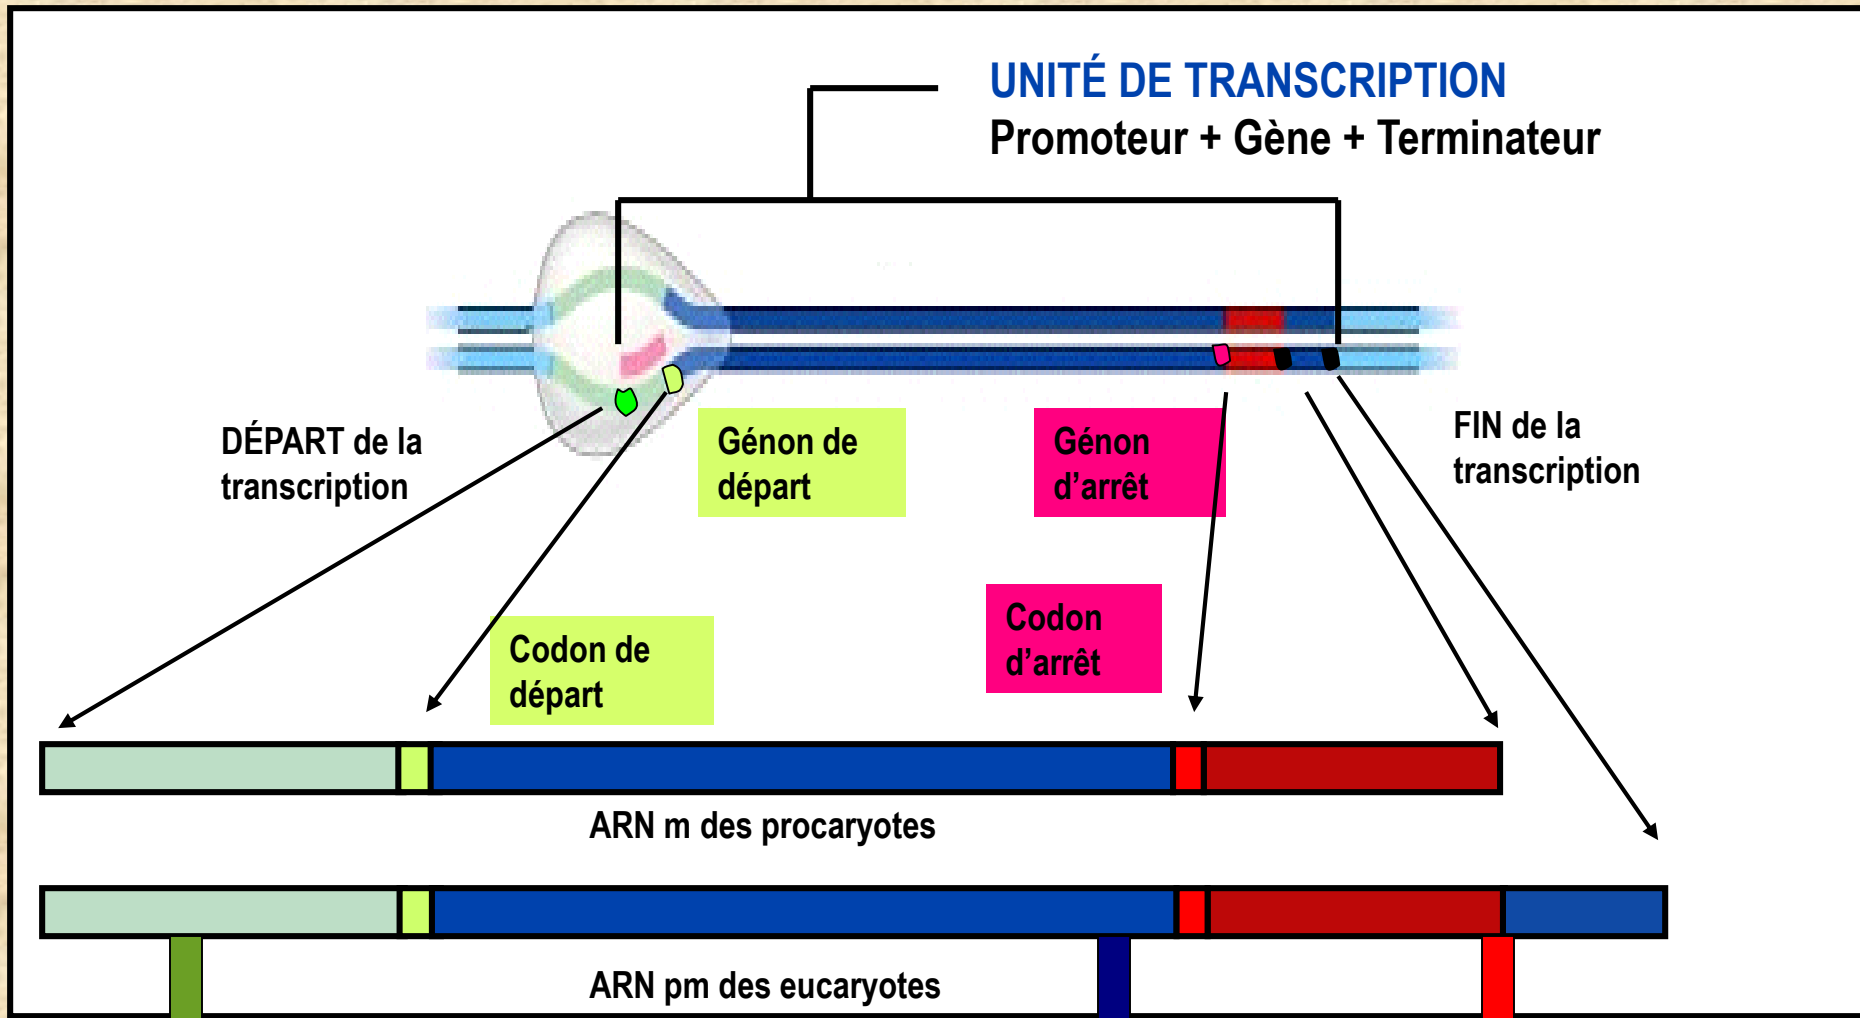 UNITÉ DE TRANSCRIPTION
Promoteur + Gène + Terminateur
DÉPART de la
transcription
Génon de
départ
Génon
d’arrêt
FIN de la
transcription
Codon de
départ
Codon
d’arrêt
ARN m des procaryotes
ARN pm des eucaryotes